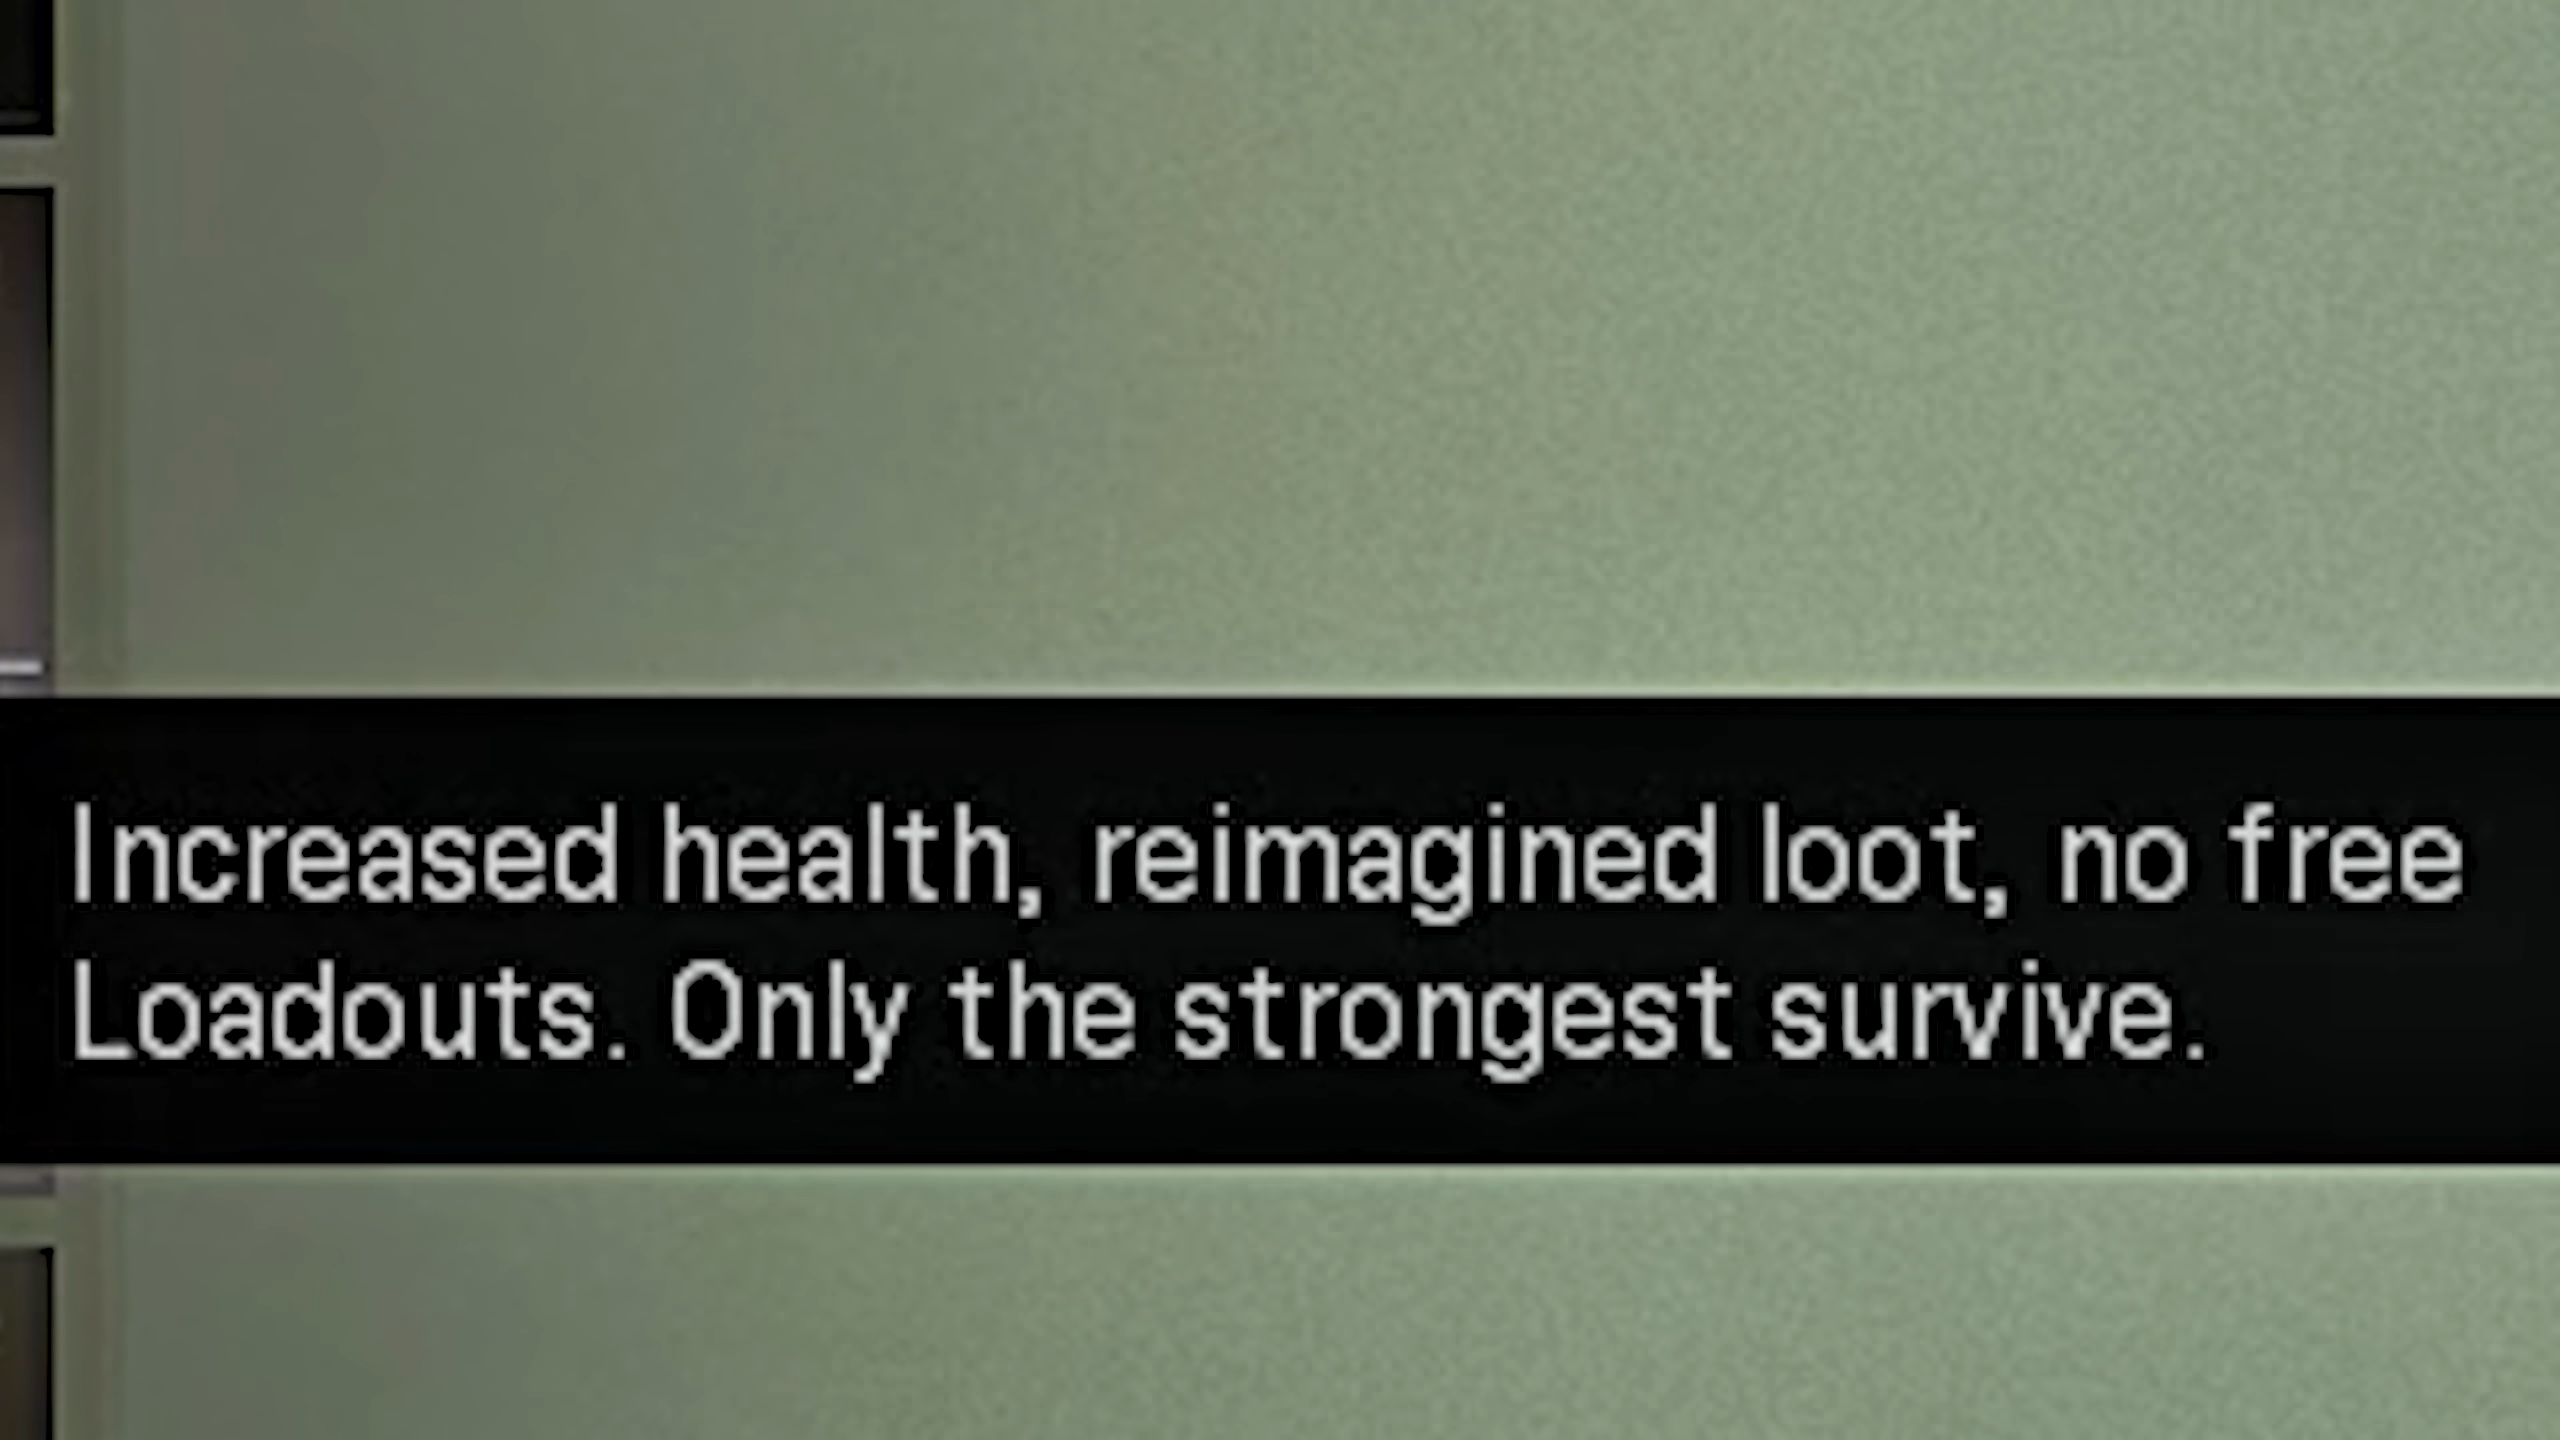 Increased health, reimagined loot, no free
Loadouts. Only the strongest survive.